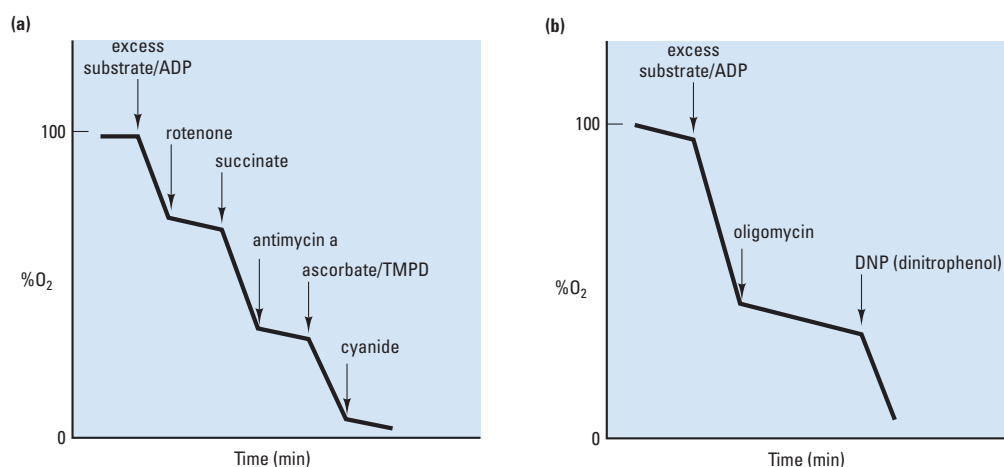 (a)
excess
substrate/ADP
100
rotenone
succinate
antimycin a
ascorbate/TMPD
%O2
cyanide
0
Time (min)
(b)
excess
substrate/ADP
100
oligomycin
DNP (dinitrophenol)
%O2
0
Time (min)